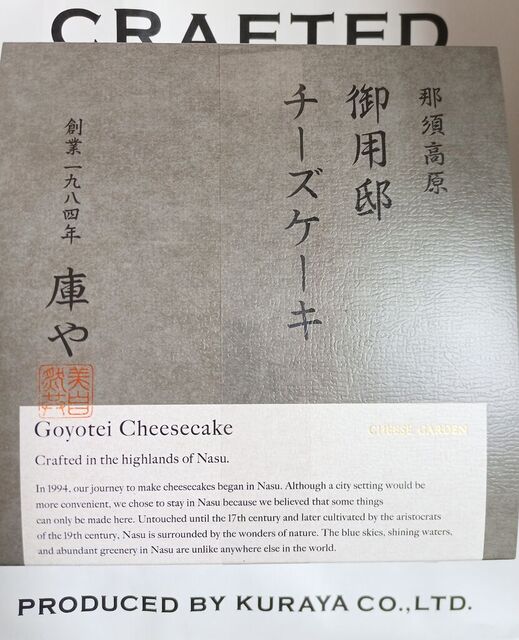 CRAFTED
那須高原
御用邸
チーズケーキ
創業一九八四年
庫や
Goyotei Cheesecake
CHEESE GARDEN
Crafted in the highlands of Nasu.
In 1994, our journey to make cheesecakes began in Nasu. Although a city setting would be
more convenient, we chose to stay in Nasu because we believed that some things
can only be made here. Untouched until the 17th century and later cultivated by the aristocrats
of the 19th century, Nasu is surrounded by the wonders of nature. The blue skies, shining waters,
and abundant greenery in Nasu are unlike anywhere else in the world.
PRODUCED BY KURAYA CO.,LTD.